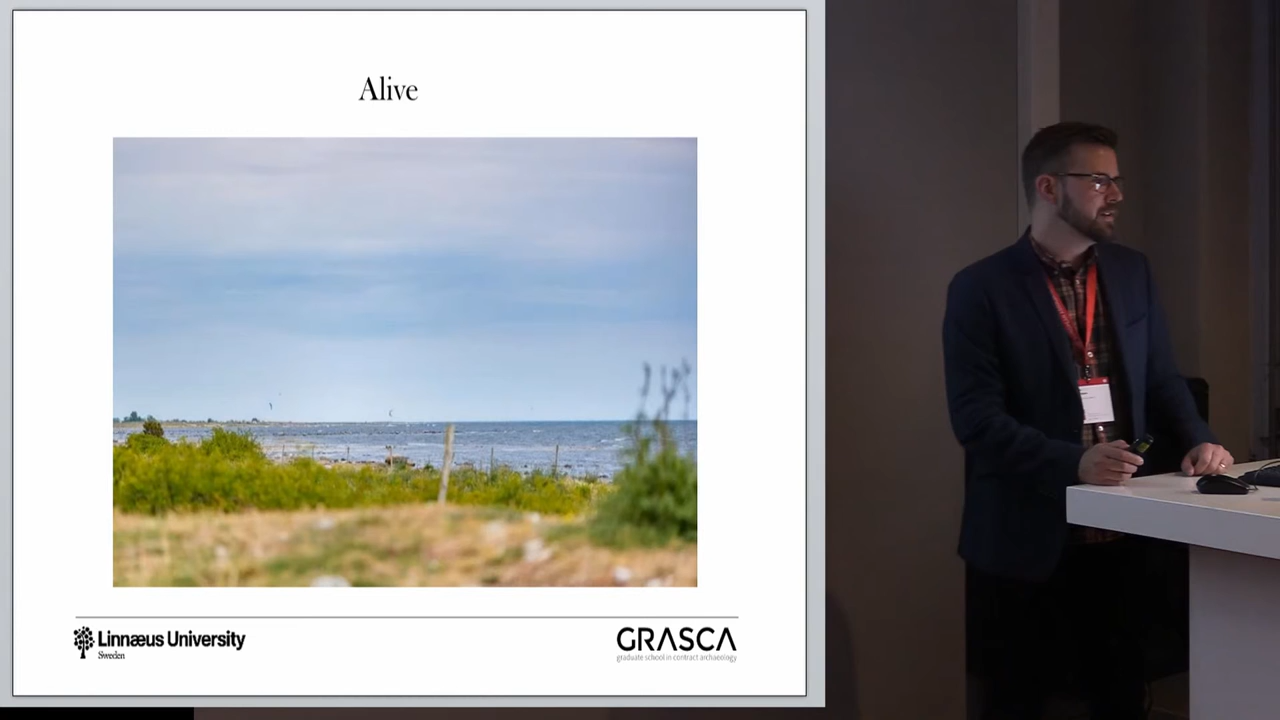 Alive
Linnæus University
Sweden
GRASCA
graduate school in contract archaeology